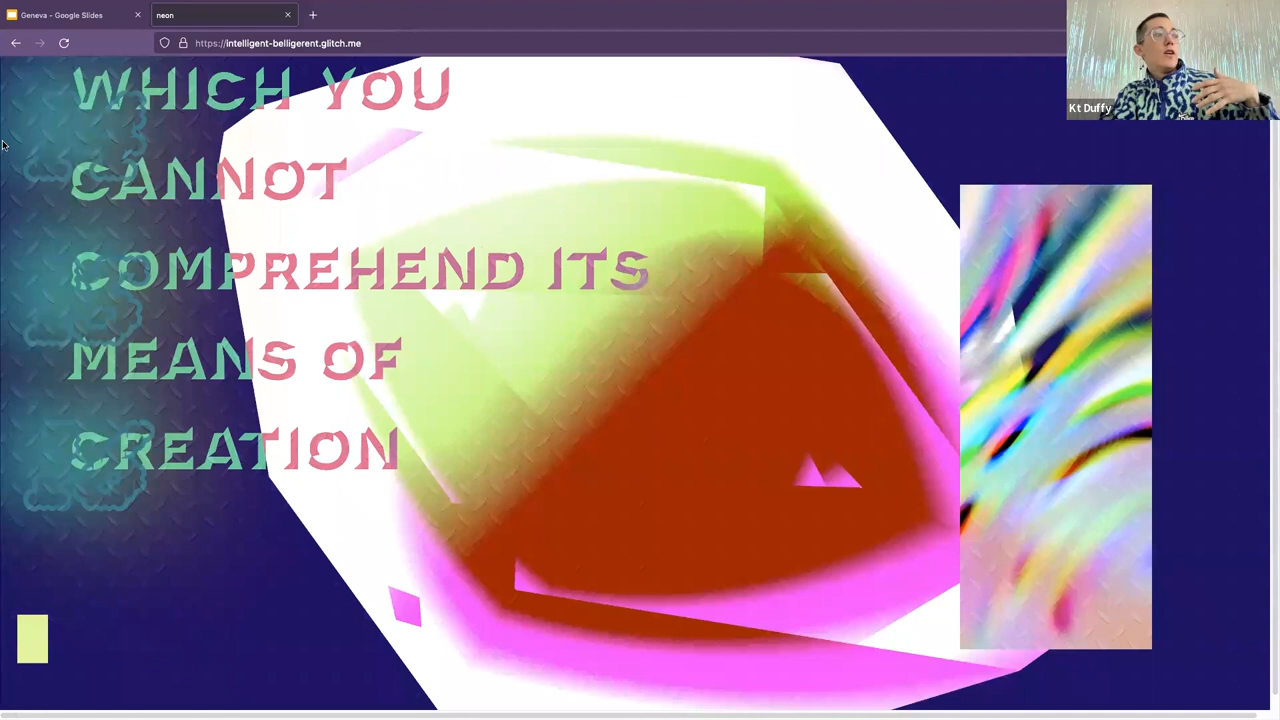 Geneva - Google Slides
neon
https://intelligent-belligerent.glitch.me
Kt Duffy
WHICH YOU
CANNOT
COMPREHEND ITS
MEANS OF
CREATION